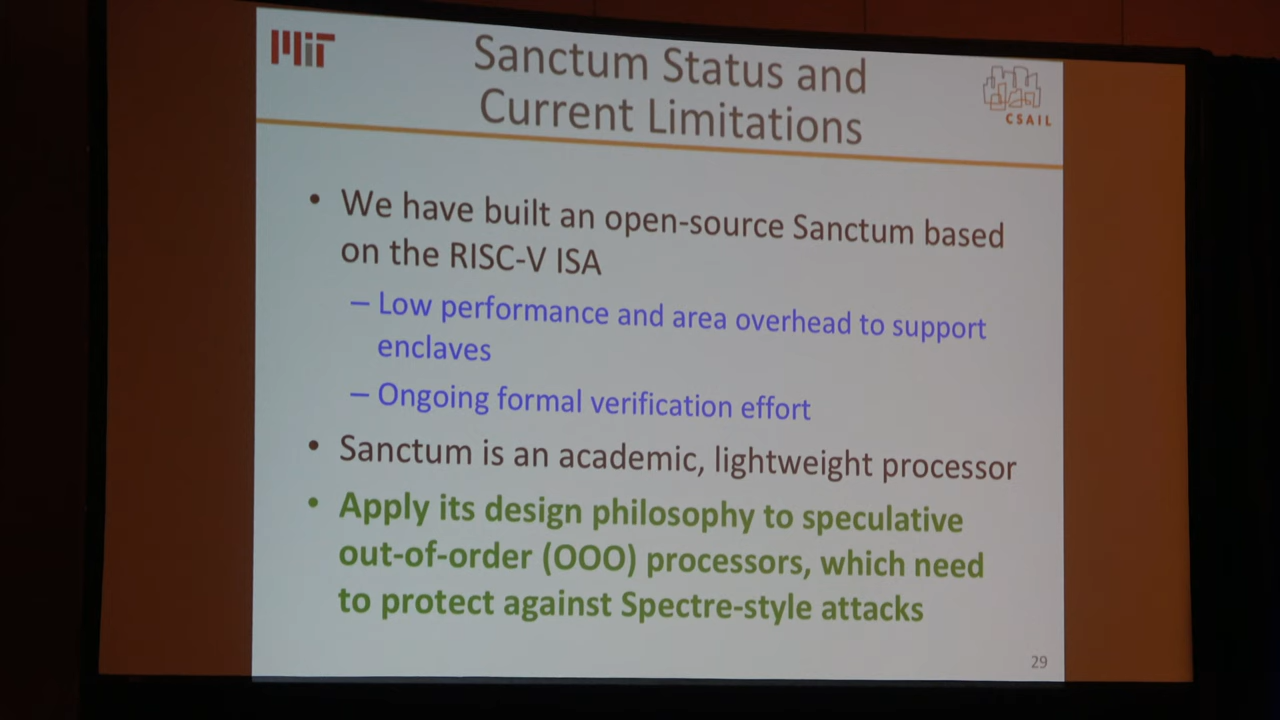 MIT
Sanctum Status and
Current Limitations
CSAIL
• We have built an open-source Sanctum based
on the RISC-V ISA
– Low performance and area overhead to support
enclaves
– Ongoing formal verification effort
• Sanctum is an academic, lightweight processor
• Apply its design philosophy to speculative
out-of-order (OOO) processors, which need
to protect against Spectre-style attacks
29